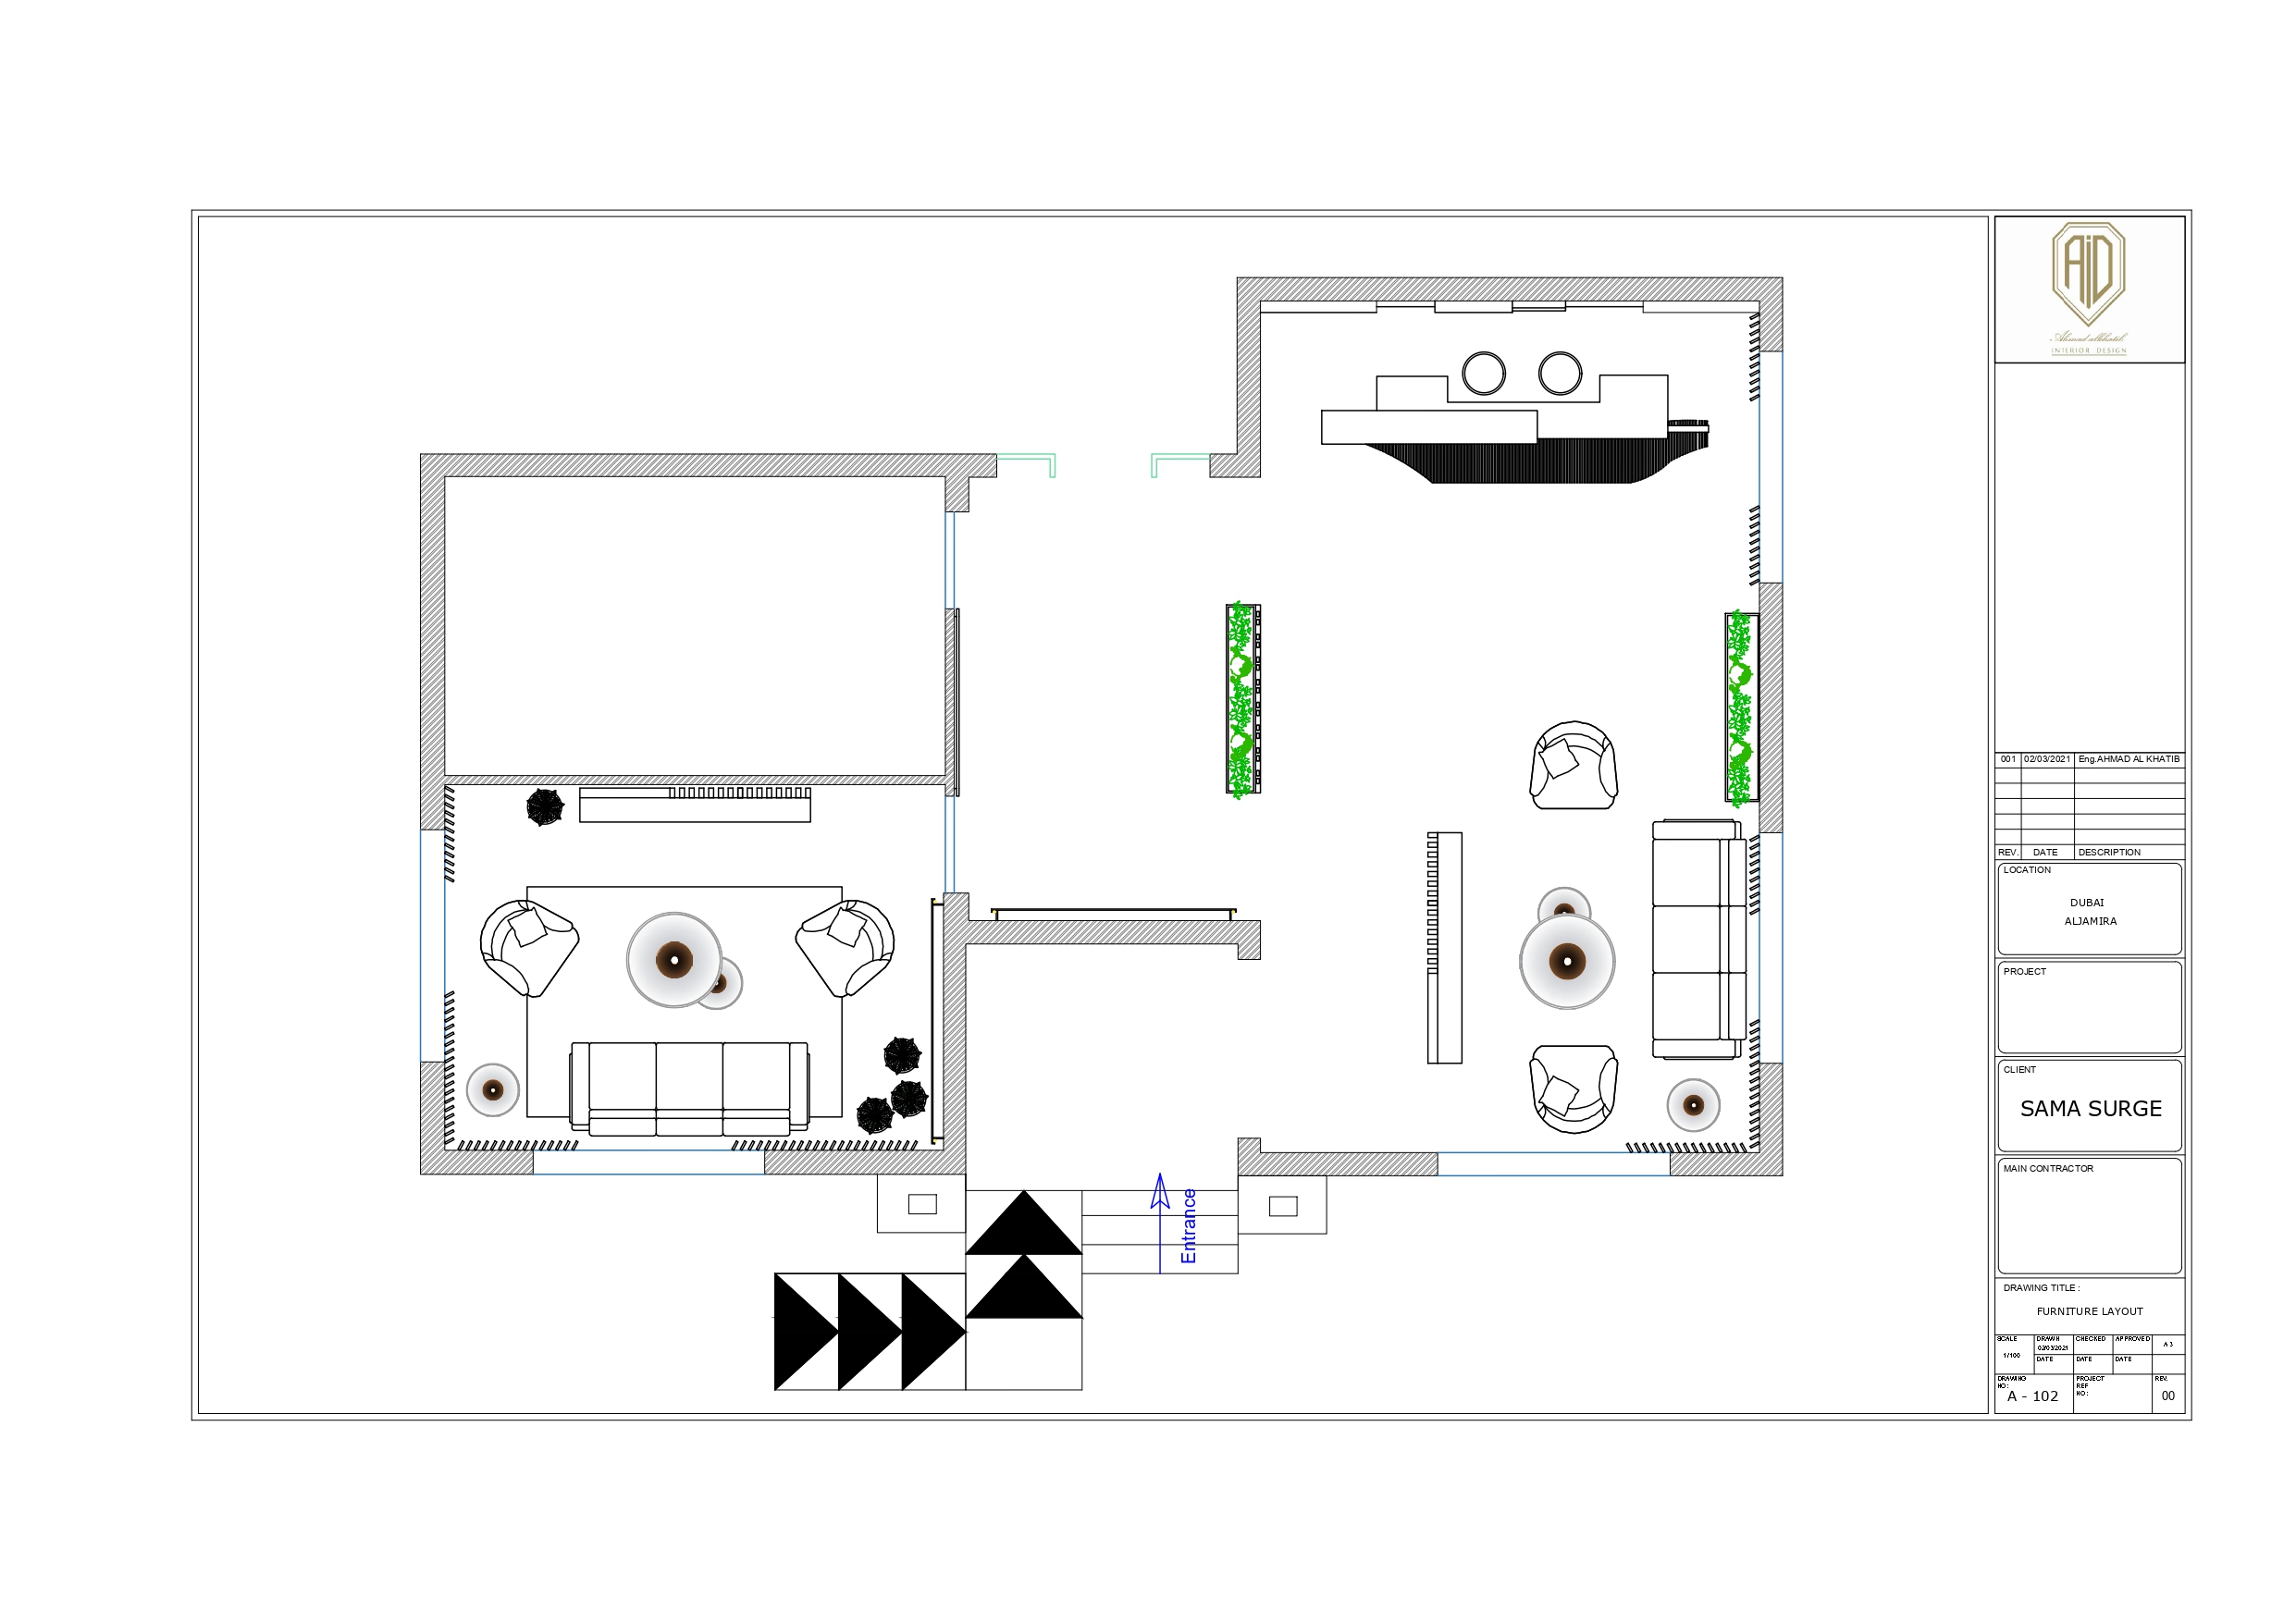 AID
Ahmad alkhatib
INTERIOR DESIGN
001 02/03/2021 Eng.AHMAD AL KHATIB
REV. DATE DESCRIPTION
LOCATION
DUBAI
ALJAMIRA
PROJECT
CLIENT
SAMA SURGE
MAIN CONTRACTOR
DRAWING TITLE :
FURNITURE LAYOUT
SCALE DRAWN CHECKED APPROVED A3
1/100 02/03/2021
DATE DATE DATE
DRAWING NO: PROJECT REF NO: REV.
A - 102 00
Entrance